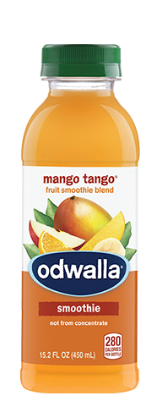 mango tango®
fruit smoothie blend
odwalla®
smoothie
not from concentrate
280
CALORIES
PER BOTTLE
15.2 FL OZ (450 mL)